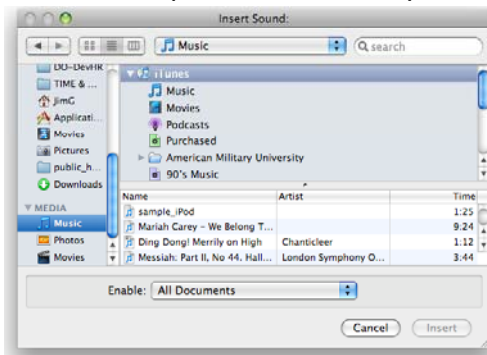 Insert Sound:
Music
search
DO-DevHR
TIME & ...
JimG
Applicati...
Movies
Pictures
public_h...
Downloads
MEDIA
Music
Photos
Movies
iTunes
Music
Movies
Podcasts
Purchased
American Military University
90's Music
Name Artist Time
sample_iPod 1:25
Mariah Carey - We Belong T... 9:24
Ding Dong! Merrily on High Chanticleer 1:12
Messiah: Part II, No 44. Hall... London Symphony O... 3:44
Enable: All Documents
Cancel Insert